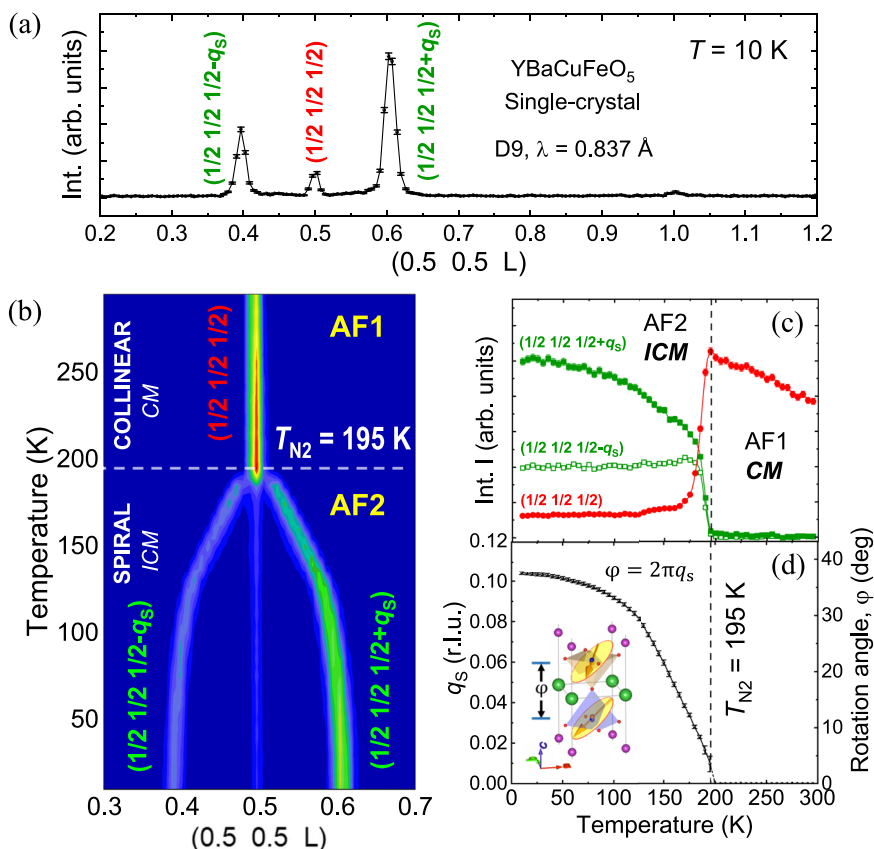 (a)
Int. (arb. units)
(1/2 1/2 1/2-qS)
(1/2 1/2 1/2)
(1/2 1/2 1/2+qS)
YBaCuFeO5
Single-crystal
D9, λ = 0.837 Å
T = 10 K
0.2 0.3 0.4 0.5 0.6 0.7 0.8 0.9 1.0 1.1 1.2
(0.5 0.5 L)
(b)
Temperature (K)
250
200
150
100
50
COLLINEAR
CM
(1/2 1/2 1/2)
AF1
TN2 = 195 K
AF2
SPIRAL
ICM
(1/2 1/2 1/2-qS)
(1/2 1/2 1/2+qS)
0.3 0.4 0.5 0.6 0.7
(0.5 0.5 L)
(c)
Int. I (arb. units)
AF2
ICM
(1/2 1/2 1/2+qS)
(1/2 1/2 1/2-qS)
(1/2 1/2 1/2)
AF1
CM
(d)
qs (r.l.u.)
0.12
0.10
0.08
0.06
0.04
0.02
0.00
φ = 2πqs
φ
c
TN2 = 195 K
40
30
20
10
0
Rotation angle, φ (deg)
0 50 100 150 200 250 300
Temperature (K)